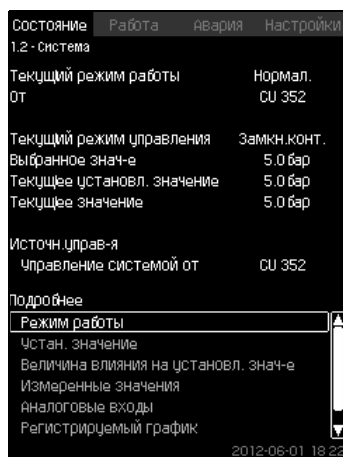 Состояние Работа Авария Настройки
1.2 - Система
Текущий режим работы Нормал.
От CU 352
Текущий режим управления Замкн.конт.
Выбранное знач-е 5.0 бар
Текущее установл. значение 5.0 бар
Текущее значение 5.0 бар
Источн.управ-я
Управление системой от CU 352
Подробнее
Режим работы
Устан. значение
Величина влияния на установл. знач-е
Измеренные значения
Аналоговые входы
Регистрируемый график
2012-06-01 18:22